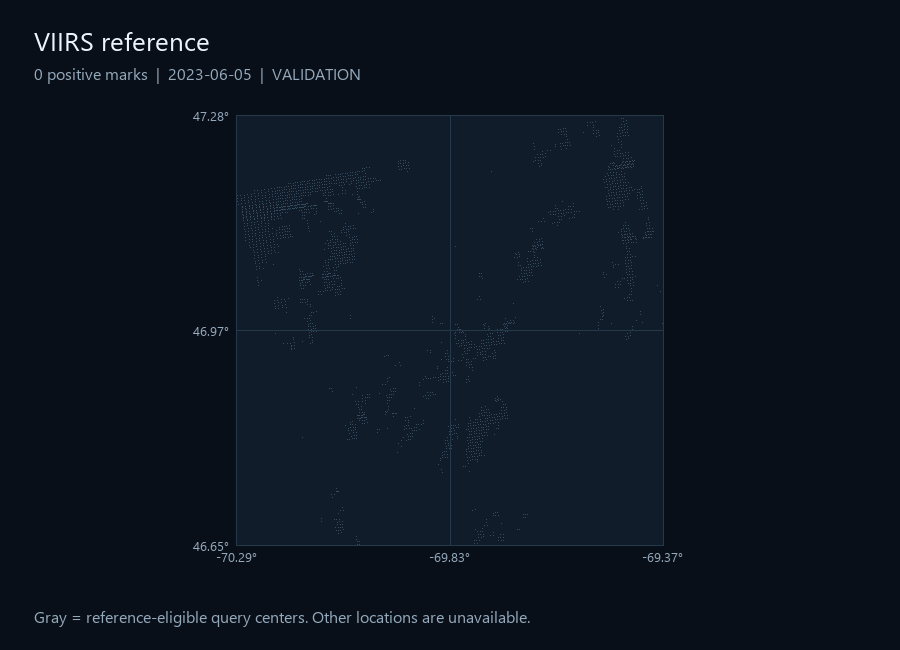 VIIRS reference
0 positive marks | 2023-06-05 | VALIDATION
47.28°
46.97°
46.65°
-70.29°
-69.83°
-69.37°
Gray = reference-eligible query centers. Other locations are unavailable.